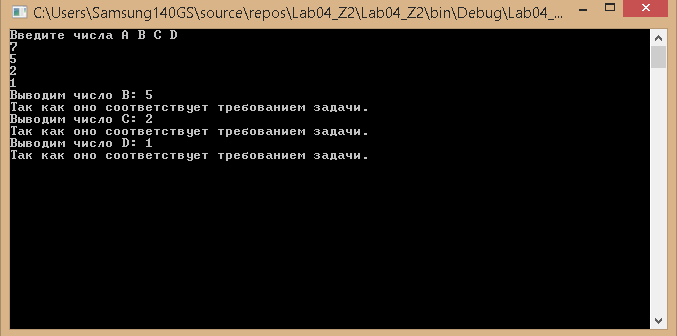 C:\Users\Samsung140GS\source\repos\Lab04_Z2\Lab04_Z2\bin\Debug\Lab04_...
Введите числа A B C D
7
5
2
1
Выводим число B: 5
Так как оно соответствует требованием задачи.
Выводим число C: 2
Так как оно соответствует требованием задачи.
Выводим число D: 1
Так как оно соответствует требованием задачи.